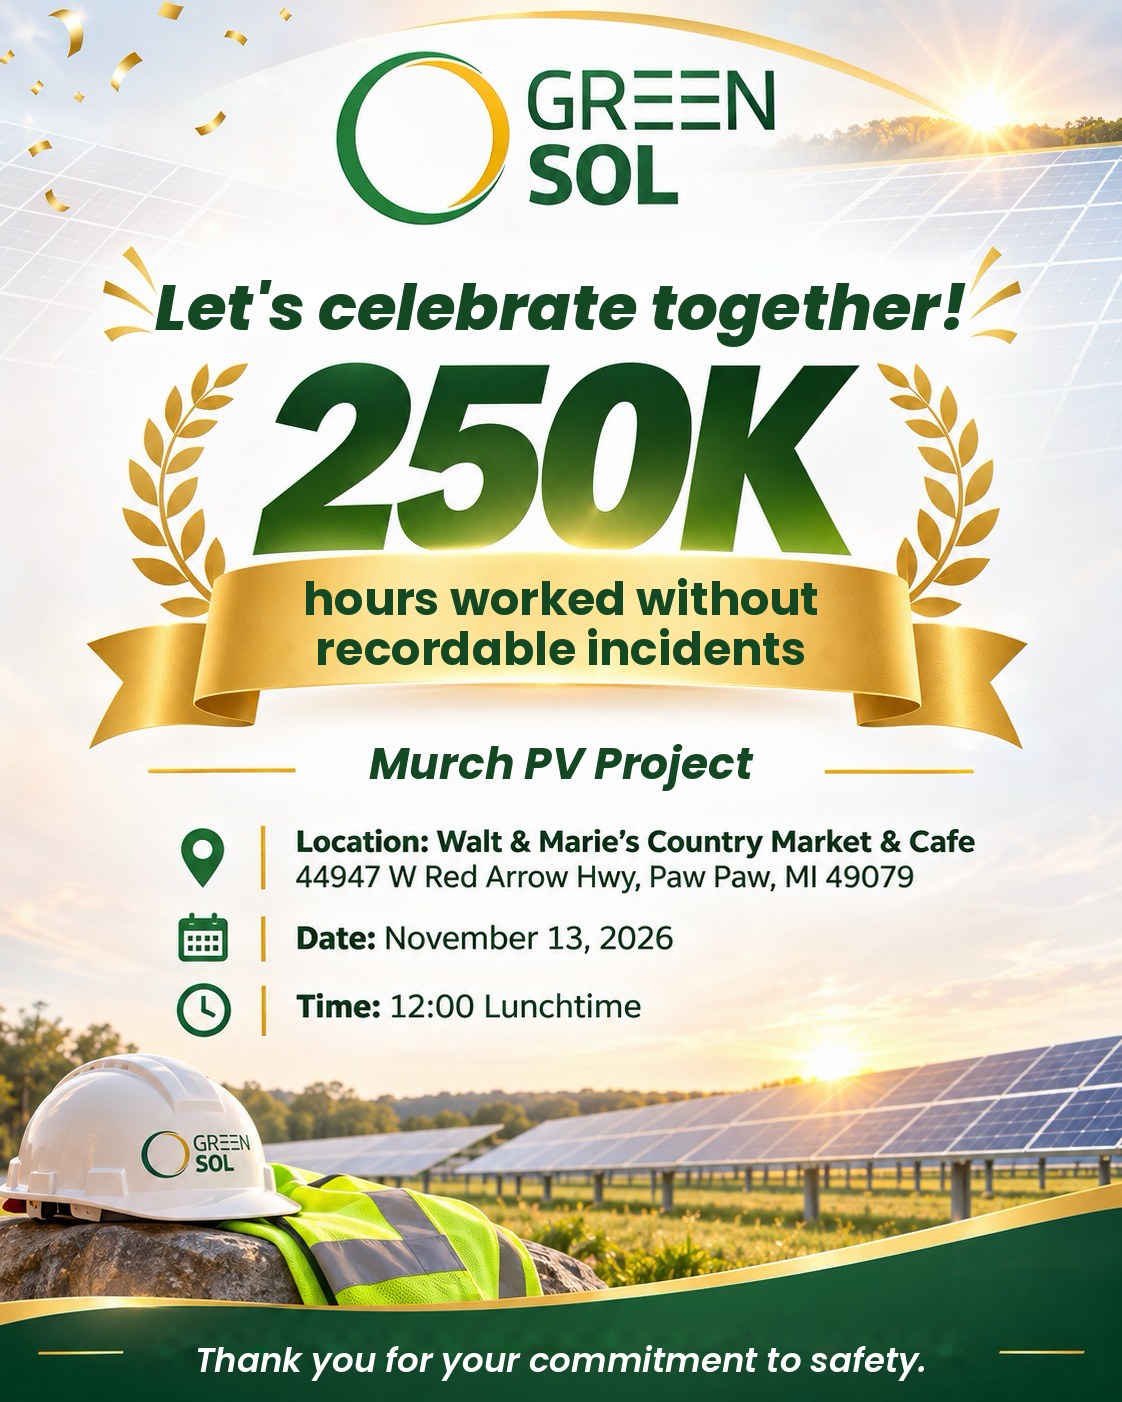 GREEN
SOL
Let's celebrate together!
250K
hours worked without
recordable incidents
Murch PV Project
Location: Walt & Marie’s Country Market & Cafe
44947 W Red Arrow Hwy, Paw Paw, MI 49079
Date: November 13, 2026
Time: 12:00 Lunchtime
GREEN
SOL
Thank you for your commitment to safety.